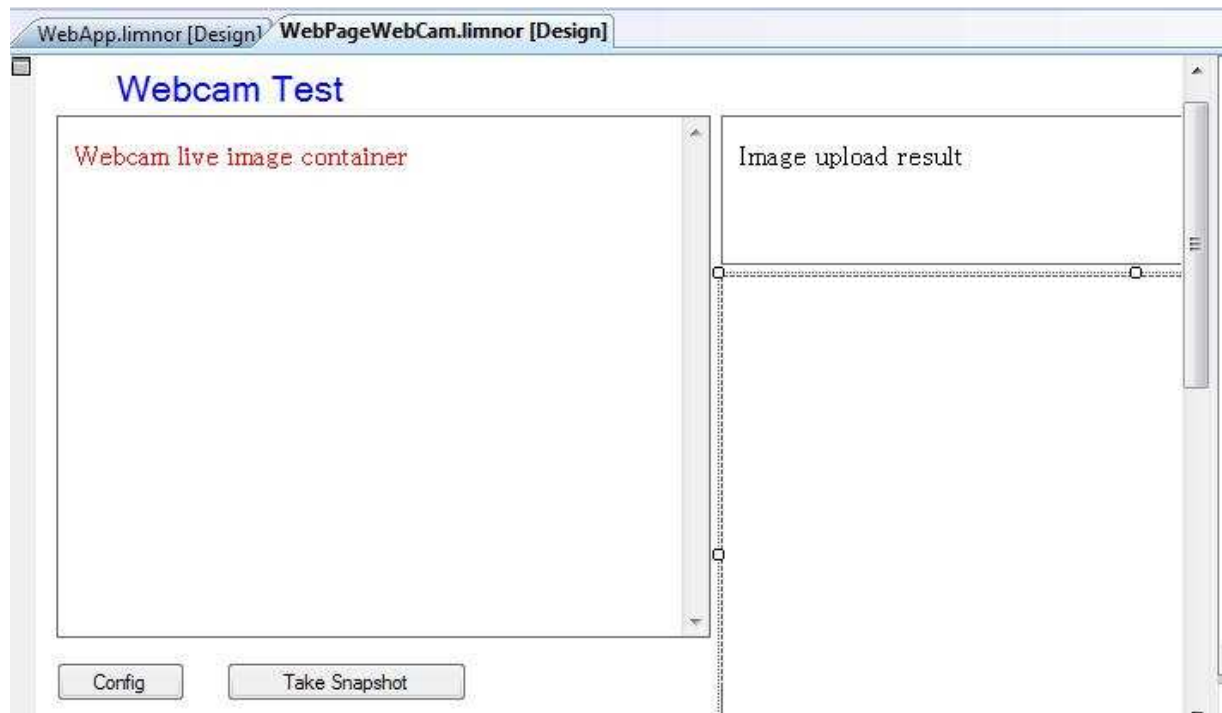 WebApp.limnor [Design] WebPageWebCam.limnor [Design]
Webcam Test
Webcam live image container
Image upload result
Config Take Snapshot